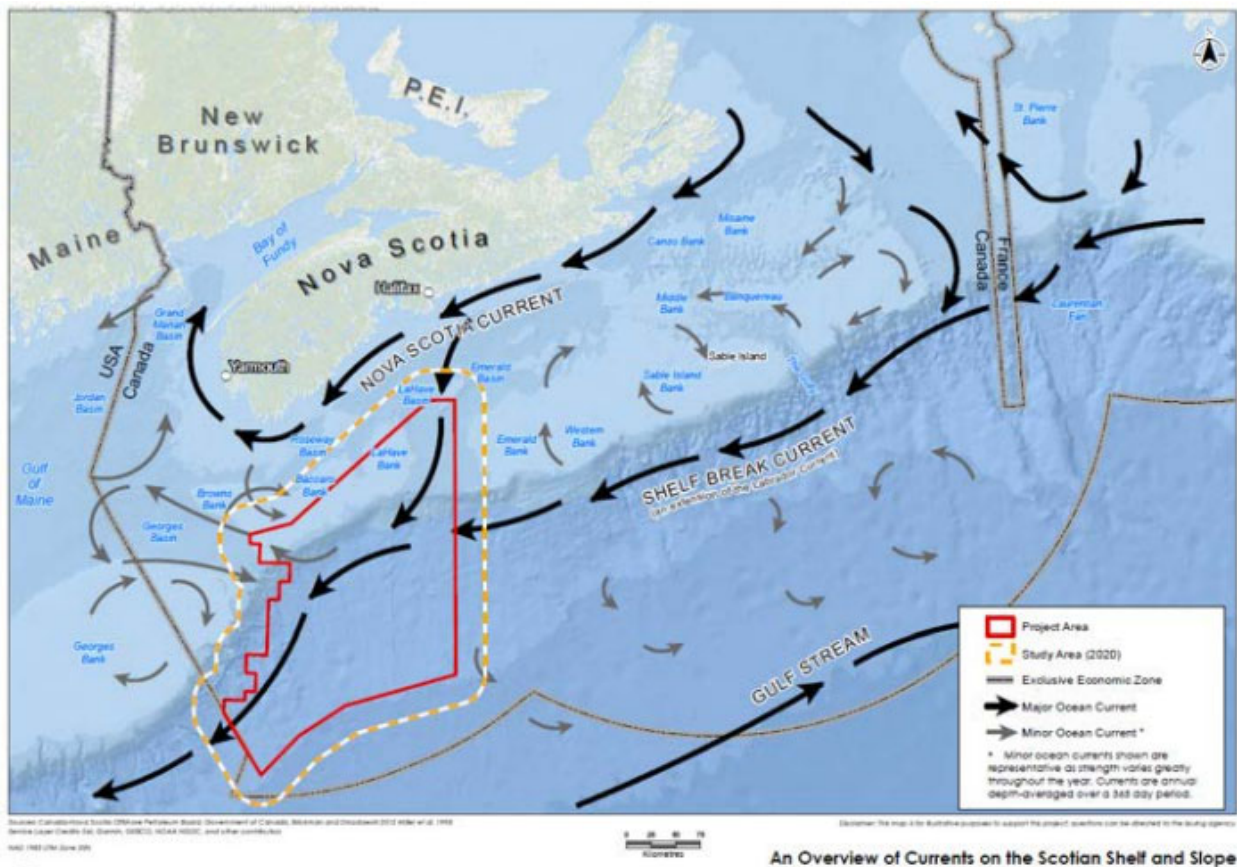 P.E.I.
New
Brunswick
Maine
Bay of
Fundy
Nova Scotia
Halifax
Yarmouth
St. Pierre
Bank
Misaine
Bank
Canso Bank
Middle
Bank
Banquereau
Sable Island
Sable Island
Bank
Laurentian
Fan
France
Canada
Grand
Manan
Basin
USA
Canada
Jordan
Basin
Gulf
of
Maine
NOVA SCOTIA CURRENT
Emerald
Basin
LaHave
Basin
Roseway
Basin
LaHave
Bank
Baccaro
Bank
Browns
Bank
Emerald
Bank
Western
Bank
Georges
Basin
Georges
Bank
SHELF BREAK CURRENT
(an extention of the Labrador Current)
GULF STREAM
Project Area
Study Area (2020)
Exclusive Economic Zone
Major Ocean Current
Minor Ocean Current *
* Minor ocean currents shown are
representative as strength varies greatly
throughout the year. Currents are annual
depth-averaged over a 365 day period.
Kilometres
An Overview of Currents on the Scotian Shelf and Slope